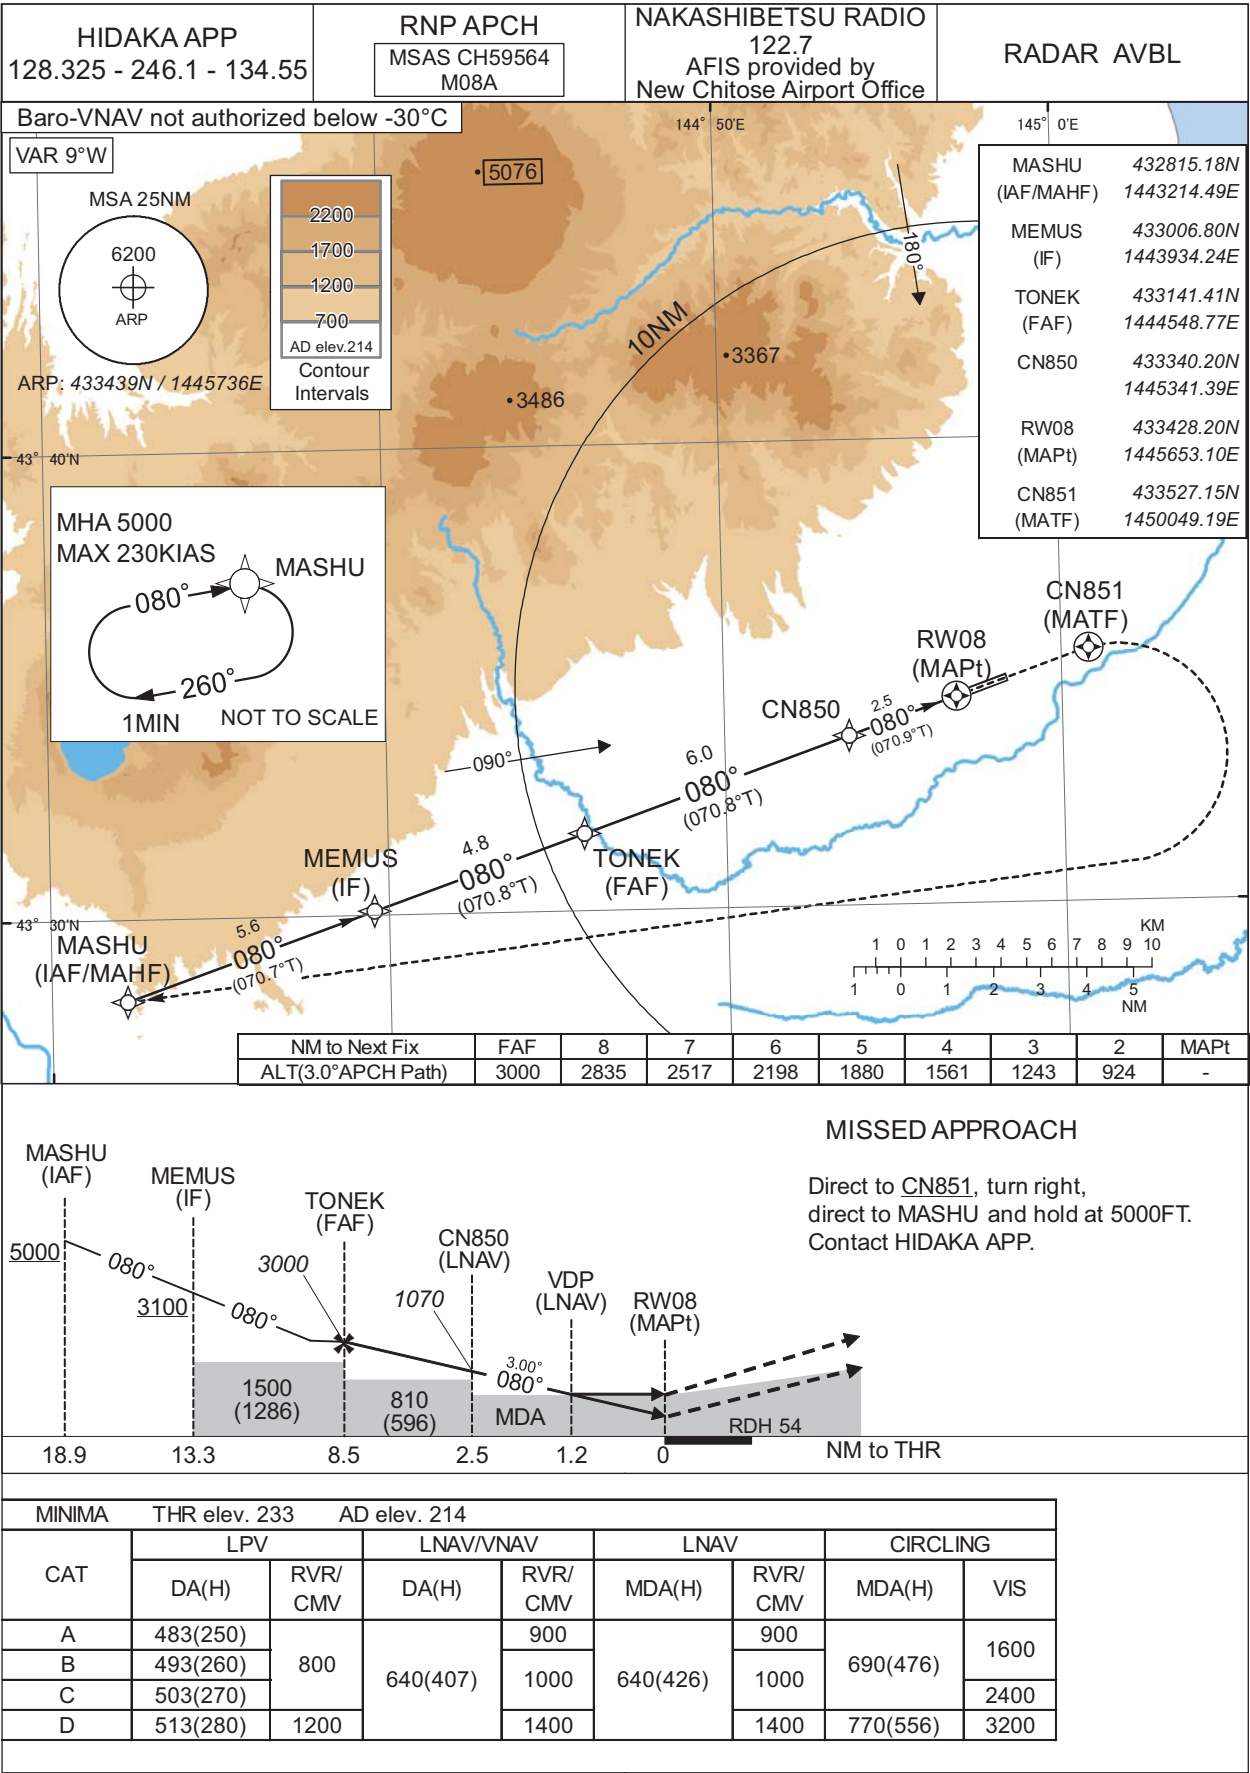 HIDAKA APP
128.325 - 246.1 - 134.55
RNP APCH
MSAS CH59564
M08A
NAKASHIBETSU RADIO
122.7
AFIS provided by
New Chitose Airport Office
RADAR AVBL
Baro-VNAV not authorized below -30°C
VAR 9°W
MSA 25NM
6200
ARP
ARP: 433439N / 1445736E
2200
1700
1200
700
AD elev.214
Contour
Intervals
5076
144° 50'E
145° 0'E
180°
10NM
3367
3486
43° 40'N
MASHU 432815.18N
(IAF/MAHF) 1443214.49E
MEMUS 433006.80N
(IF) 1443934.24E
TONEK 433141.41N
(FAF) 1444548.77E
CN850 433340.20N
1445341.39E
RW08 433428.20N
(MAPt) 1445653.10E
CN851 433527.15N
(MATF) 1450049.19E
MHA 5000
MAX 230KIAS
MASHU
080°
260°
1MIN
NOT TO SCALE
CN851
(MATF)
RW08
(MAPt)
CN850
2.5
080°
(070.9°T)
6.0
080°
(070.8°T)
090°
TONEK
(FAF)
4.8
080°
(070.8°T)
MEMUS
(IF)
43° 30'N
5.6
080°
(070.7°T)
MASHU
(IAF/MAHF)
KM
1 0 1 2 3 4 5 6 7 8 9 10
1 0 1 2 3 4 5
NM
NM to Next Fix FAF 8 7 6 5 4 3 2 MAPt
ALT(3.0°APCH Path) 3000 2835 2517 2198 1880 1561 1243 924 -
MISSED APPROACH
Direct to CN851, turn right,
direct to MASHU and hold at 5000FT.
Contact HIDAKA APP.
MASHU
(IAF)
MEMUS
(IF)
TONEK
(FAF)
CN850
(LNAV)
VDP
(LNAV)
RW08
(MAPt)
5000
080°
3100
080°
3000
1070
3.00°
080°
1500
(1286)
810
(596)
MDA
RDH 54
18.9 13.3 8.5 2.5 1.2 0 NM to THR
MINIMA THR elev. 233 AD elev. 214
CAT LPV LNAV/VNAV LNAV CIRCLING
DA(H) RVR/CMV DA(H) RVR/CMV MDA(H) RVR/CMV MDA(H) VIS
A 483(250) 800 640(407) 900 640(426) 900 690(476) 1600
B 493(260) 1000 1000
C 503(270) 2400
D 513(280) 1200 1400 1400 770(556) 3200